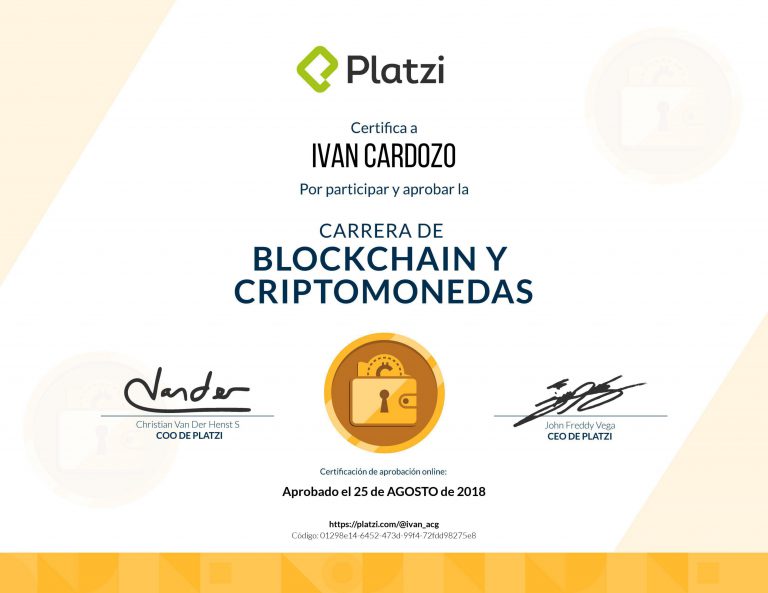 Platzi
Certifica a
IVAN CARDOZO
Por participar y aprobar la
CARRERA DE
BLOCKCHAIN Y
CRIPTOMONEDAS
Vander
Christian Van Der Henst S
COO DE PLATZI
John Freddy Vega
CEO DE PLATZI
Certificación de aprobación online:
Aprobado el 25 de AGOSTO de 2018
https://platzi.com/@ivan_acg
Código: 01298e14-6452-473d-99f4-72fdd98275e8